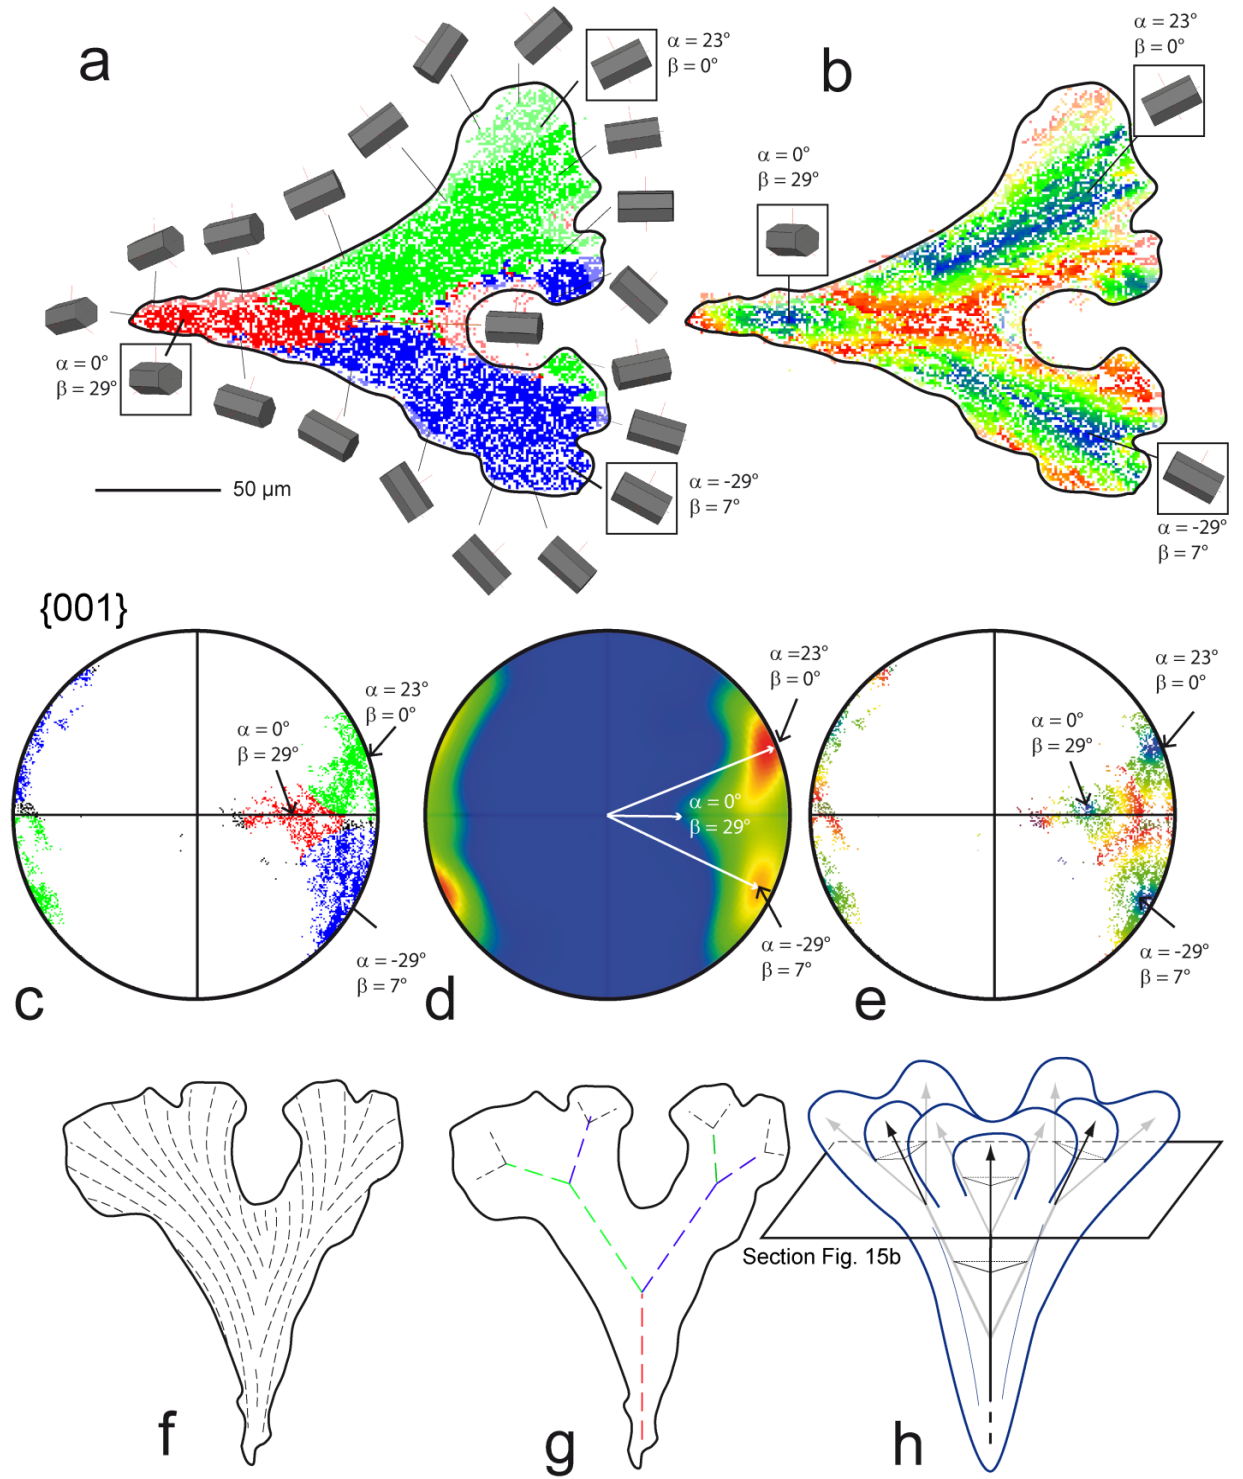 a
α = 23°
β = 0°
α = 0°
β = 29°
α = -29°
β = 7°
50 µm
b
α = 23°
β = 0°
α = 0°
β = 29°
α = -29°
β = 7°
{001}
c
α = 23°
β = 0°
α = 0°
β = 29°
α = -29°
β = 7°
d
α =23°
β = 0°
α = 0°
β = 29°
α = -29°
β = 7°
e
α = 23°
β = 0°
α = 0°
β = 29°
α = -29°
β = 7°
f
g
h
Section Fig. 15b